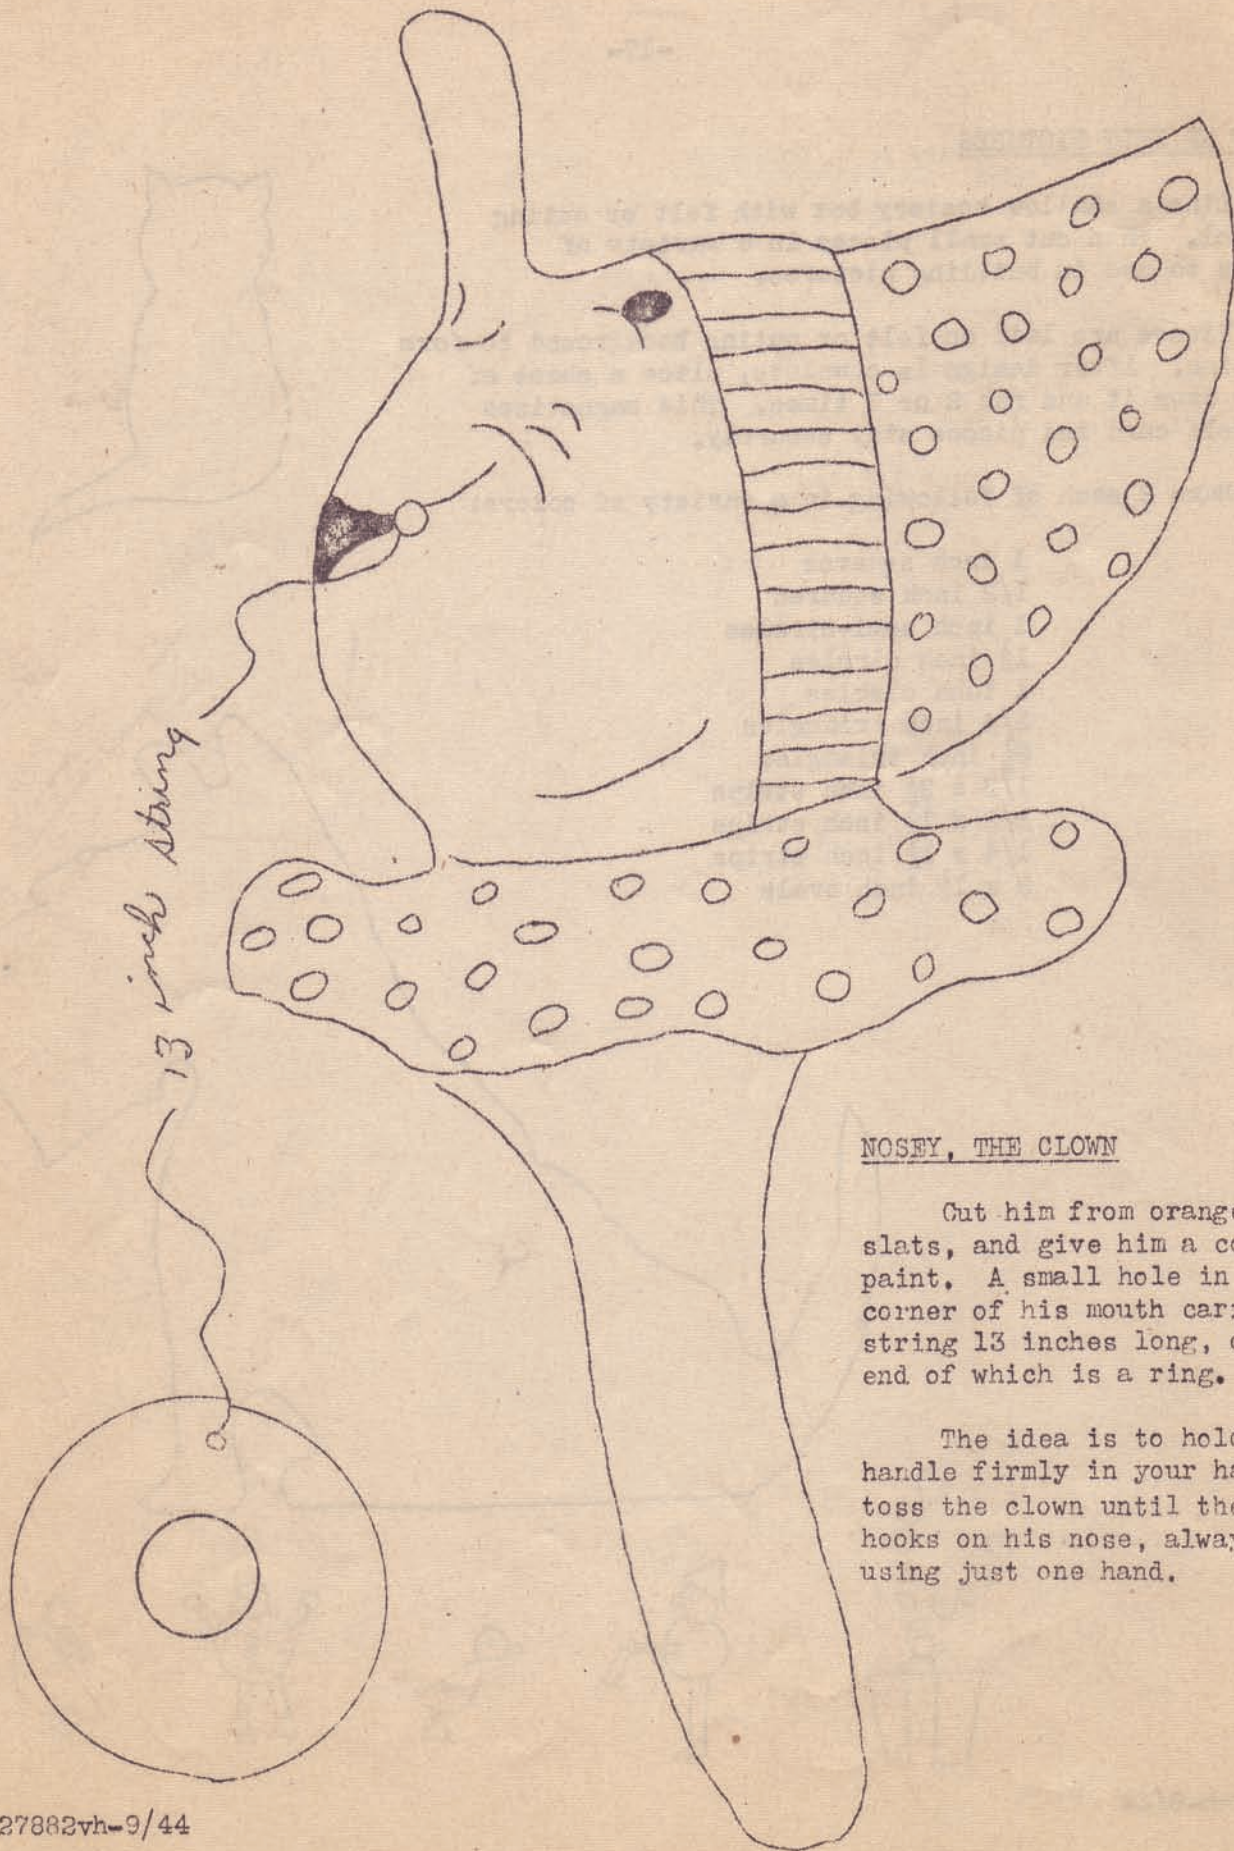 13 inch string
NOSEY, THE CLOWN
Cut him from orange
slats, and give him a co
paint. A small hole in
corner of his mouth carr
string 13 inches long, o
end of which is a ring.
The idea is to hold
handle firmly in your ha
toss the clown until the
hooks on his nose, alway
using just one hand.
27882vh-9/44